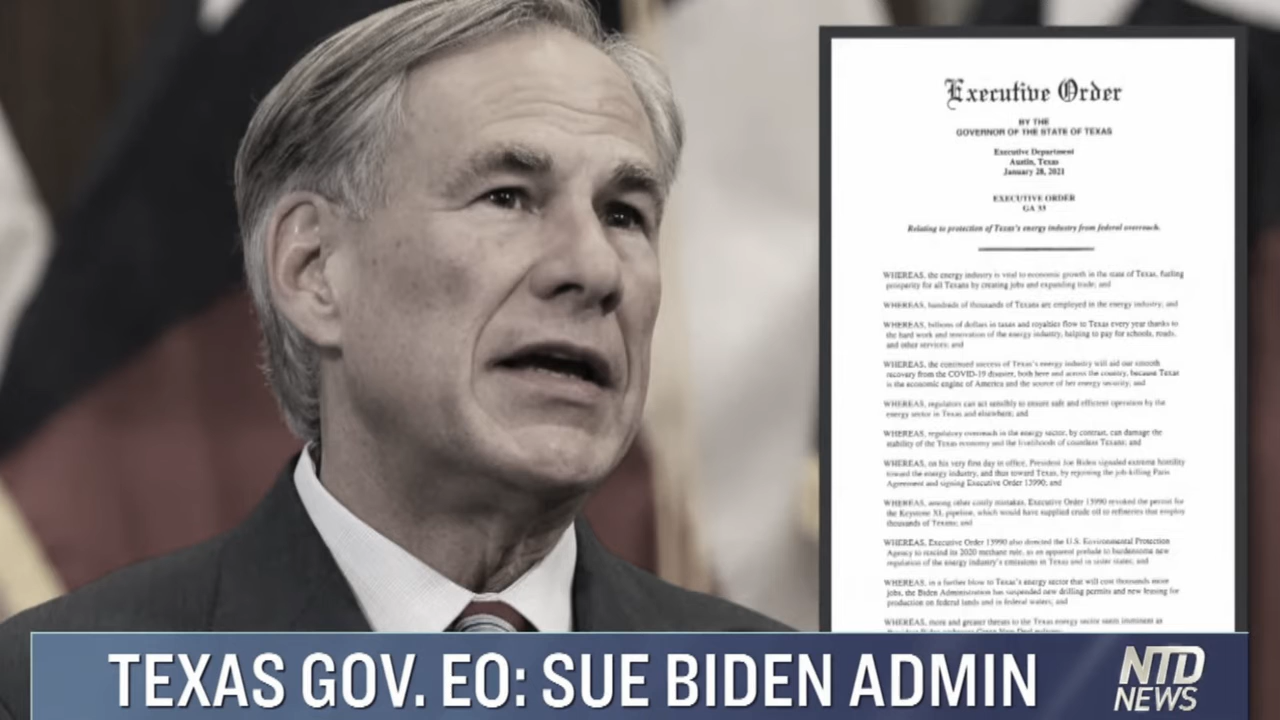 Executive Order
BY THE
GOVERNOR OF THE STATE OF TEXAS
Executive Department
Austin, Texas
January 28, 2021
EXECUTIVE ORDER
GA 33
Relating to protection of Texas's energy industry from federal overreach.
WHEREAS, the energy industry is vital to economic growth in the state of Texas, fueling
prosperity for all Texans by creating jobs and expanding trade; and
WHEREAS, hundreds of thousands of Texans are employed in the energy industry; and
WHEREAS, billions of dollars in taxes and royalties flow to Texas every year thanks to
the hard work and innovation of the energy industry, helping to pay for schools, roads,
and other services; and
WHEREAS, the continued success of Texas's energy industry will aid our smooth
recovery from the COVID-19 disaster, both here and across the country, because Texas
is the economic engine of America and the source of her energy security; and
WHEREAS, regulators can act sensibly to ensure safe and efficient operation by the
energy sector in Texas and elsewhere; and
WHEREAS, regulatory overreach in the energy sector, by contrast, can damage the
stability of the Texas economy and the livelihoods of countless Texans; and
WHEREAS, on his very first day in office, President Joe Biden signaled extreme hostility
toward the energy industry, and thus toward Texas, by rejoining the job-killing Paris
Agreement and signing Executive Order 13990; and
WHEREAS, among other costly mistakes, Executive Order 13990 revoked the permit for
the Keystone XL pipeline, which would have supplied crude oil to refineries that employ
thousands of Texans; and
WHEREAS, Executive Order 13990 also directed the U.S. Environmental Protection
Agency to rescind its 2020 methane rule, as an apparent prelude to burdensome new
regulation of the energy industry's emissions in Texas and in sister states; and
WHEREAS, in a further blow to Texas's energy sector that will cost thousands more
jobs, the Biden Administration has suspended new drilling permits and new leasing for
production on federal lands and in federal waters; and
WHEREAS, more and greater threats to the Texas energy sector seem imminent as
TEXAS GOV. EO: SUE BIDEN ADMIN
NTD
NEWS